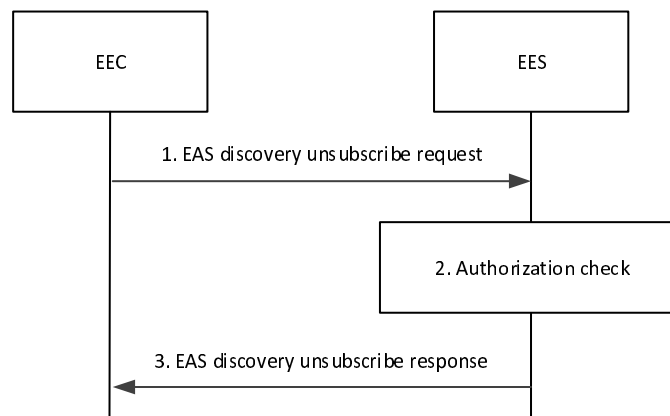 EEC
EES
1. EAS discovery unsubscribe request
2. Authorization check
3. EAS discovery unsubscribe response